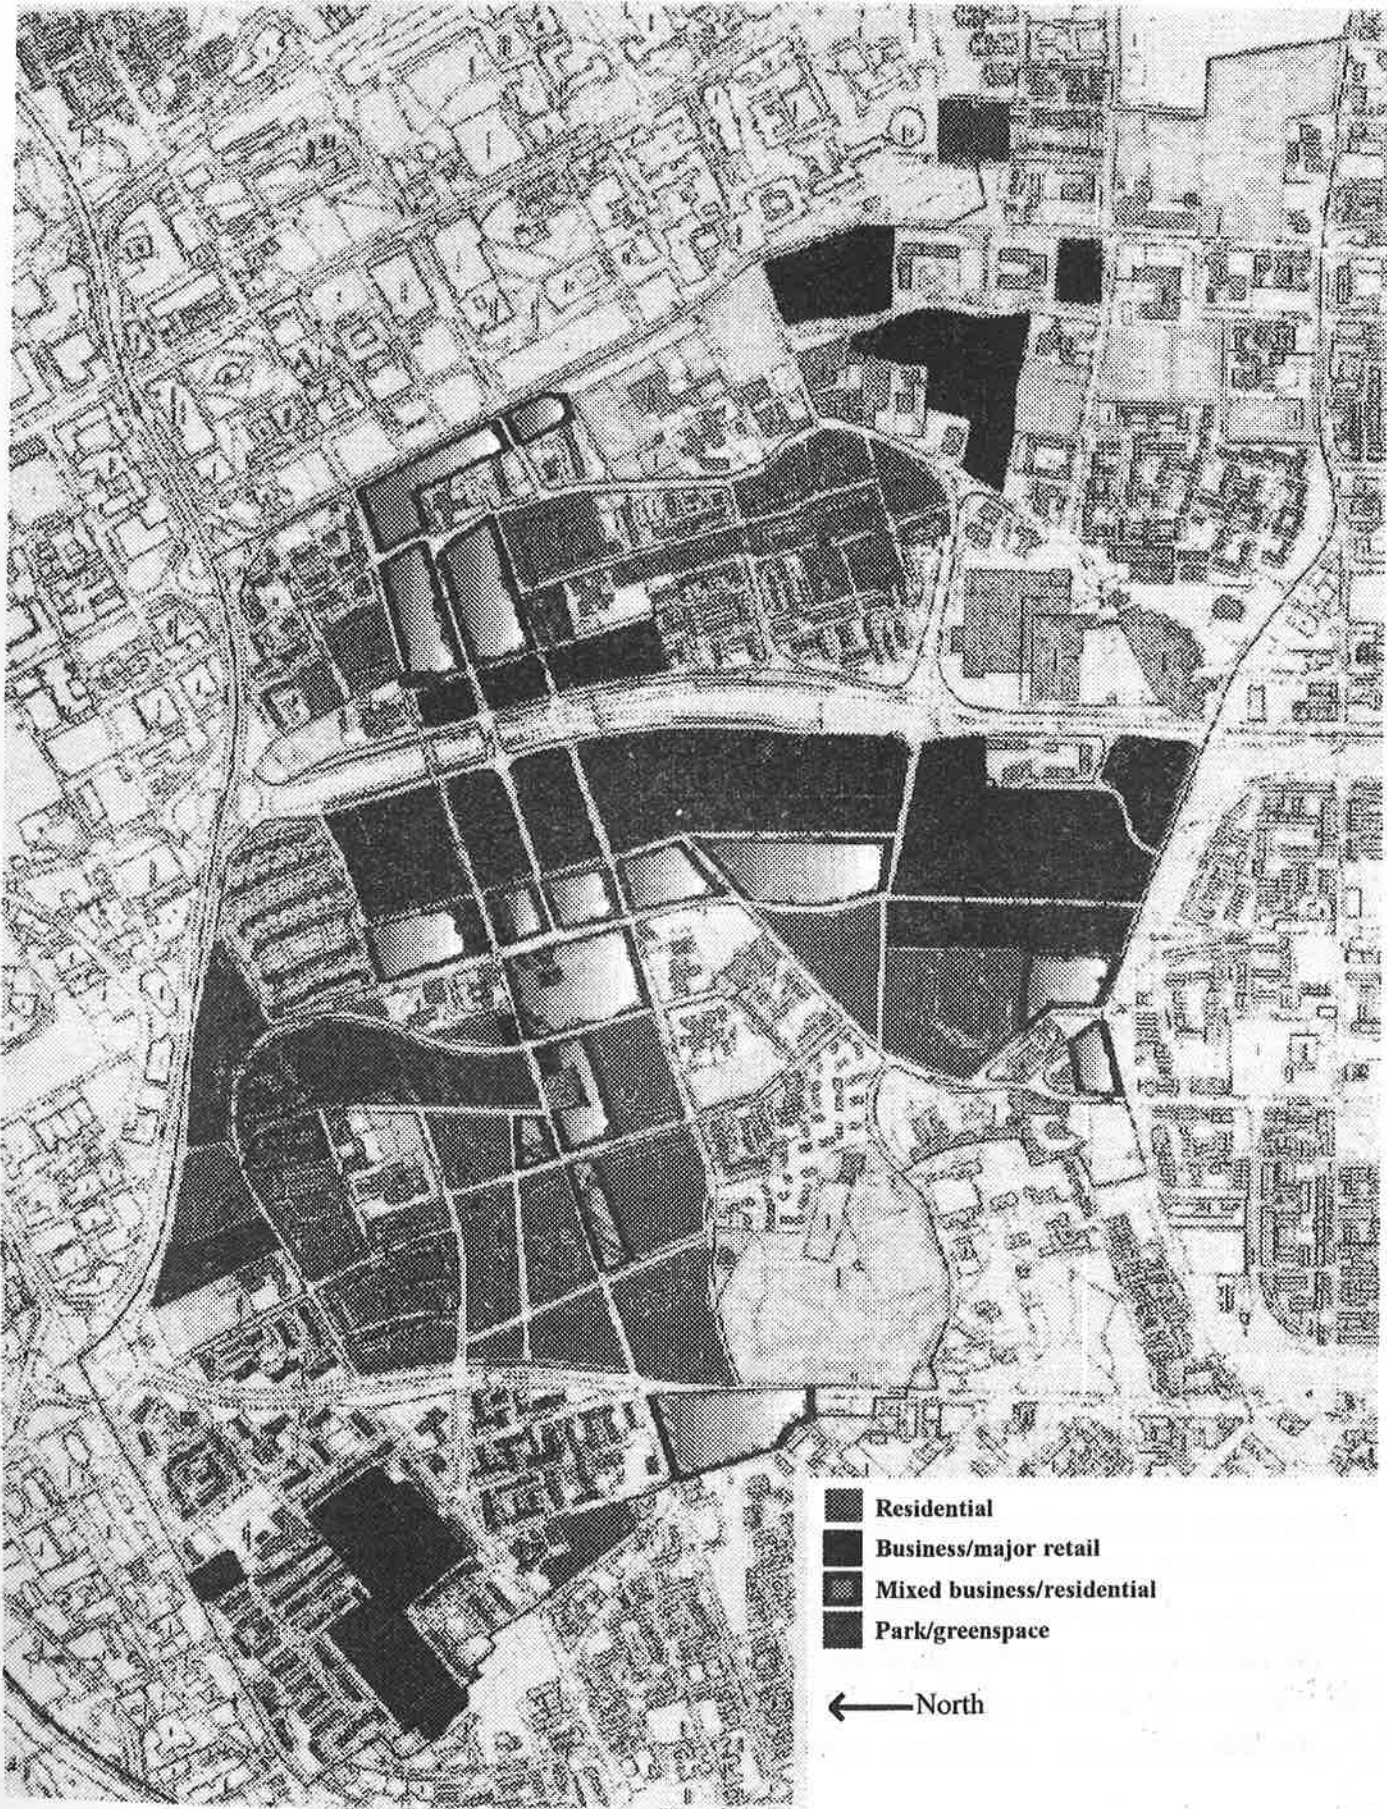 Residential
Business/major retail
Mixed business/residential
Park/greenspace
North